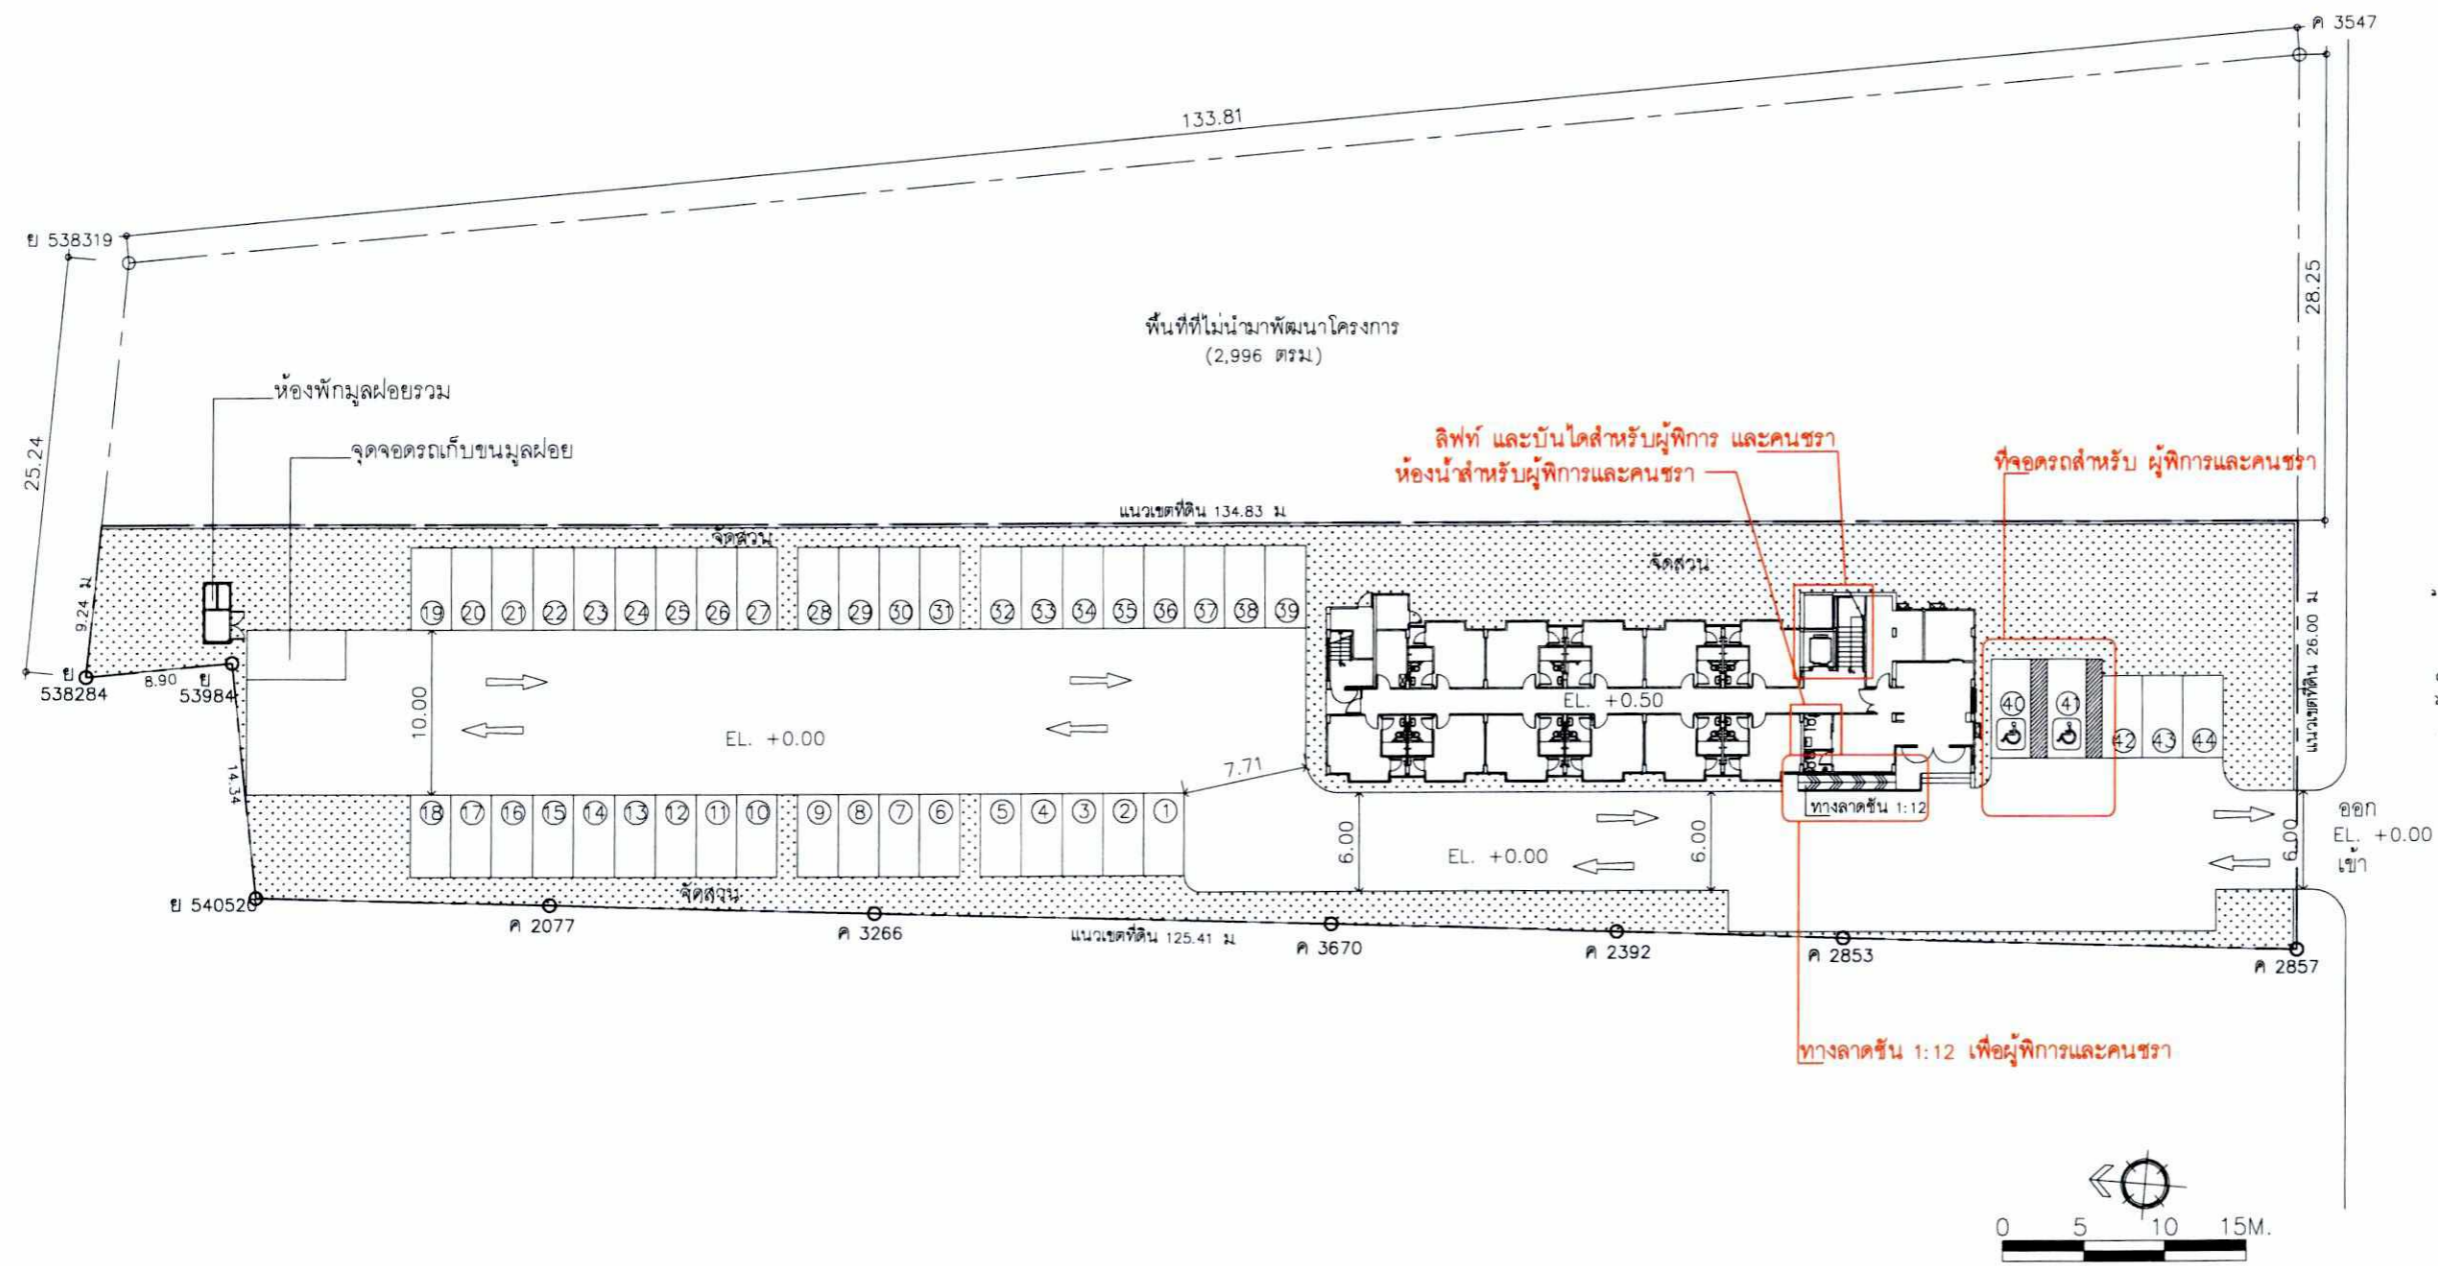 ค 3547
133.81
ย 538319
28.25
พื้นที่ที่ไม่นำมาพัฒนาโครงการ
(2,996 ตรม.)
ห้องพักมูลฝอยรวม
จุดจอดรถเก็บขนมูลฝอย
25.24
ลิฟท์ และบันไดสำหรับผู้พิการ และคนชรา
ห้องน้ำสำหรับผู้พิการและคนชรา
ที่จอดรถสำหรับ ผู้พิการและคนชรา
แนวเขตที่ดิน 134.83 ม
จัดสวน
จัดสวน
9.24 ม
19 20 21 22 23 24 25 26 27 28 29 30 31 32 33 34 35 36 37 38 39
แนวเขตที่ดิน 26.00 ม
ย
538284
8.90
ย
53984
10.00
EL. +0.00
EL. +0.50
40 41 42 43 44
7.71
14.34
18 17 16 15 14 13 12 11 10 9 8 7 6 5 4 3 2 1
ทางลาดชัน 1:12
6.00
EL. +0.00
6.00
6.00
ออก
EL. +0.00
เข้า
จัดสวน
ย 540526
ค 2077
ค 3266
แนวเขตที่ดิน 125.41 ม
ค 3670
ค 2392
ค 2853
ค 2857
ทางลาดชัน 1:12 เพื่อผู้พิการและคนชรา
0 5 10 15M.